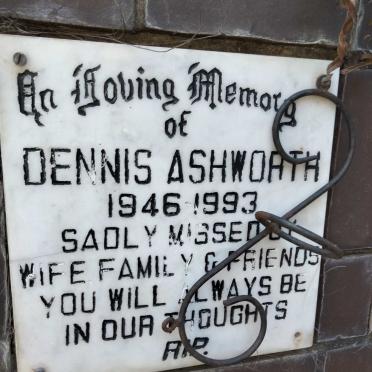 In Loving Memory
of
DENNIS ASHWORTH
1946-1993
SADLY MISSED BY
WIFE FAMILY & FRIENDS
YOU WILL ALWAYS BE
IN OUR THOUGHTS
R.I.P.